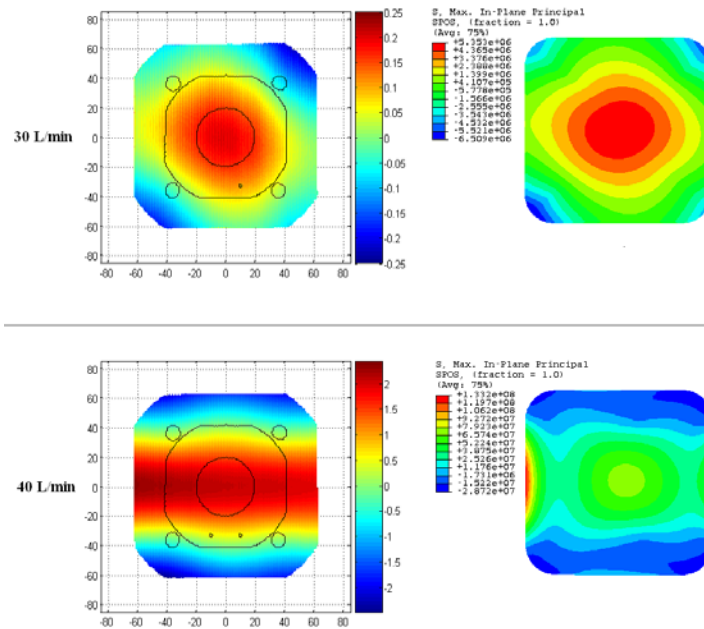 30 L/min
80
60
40
20
0
-20
-40
-60
-80
-80 -60 -40 -20 0 20 40 60 80
0.25
0.2
0.15
0.1
0.05
0
-0.05
-0.1
-0.15
-0.2
-0.25
S, Max. In-Plane Principal
SPOS, (fraction = 1.0)
(Avg: 75%)
+5.353e+06
+4.365e+06
+3.376e+06
+2.388e+06
+1.399e+06
+4.107e+05
-5.778e+05
-1.566e+06
-2.555e+06
-3.543e+06
-4.532e+06
-5.521e+06
-6.509e+06
40 L/min
80
60
40
20
0
-20
-40
-60
-80
-80 -60 -40 -20 0 20 40 60 80
2
1.5
1
0.5
0
-0.5
-1
-1.5
-2
S, Max. In-Plane Principal
SPOS, (fraction = 1.0)
(Avg: 75%)
+1.332e+08
+1.197e+08
+1.062e+08
+9.272e+07
+7.923e+07
+6.574e+07
+5.224e+07
+3.875e+07
+2.526e+07
+1.176e+07
-1.731e+06
-1.522e+07
-2.872e+07